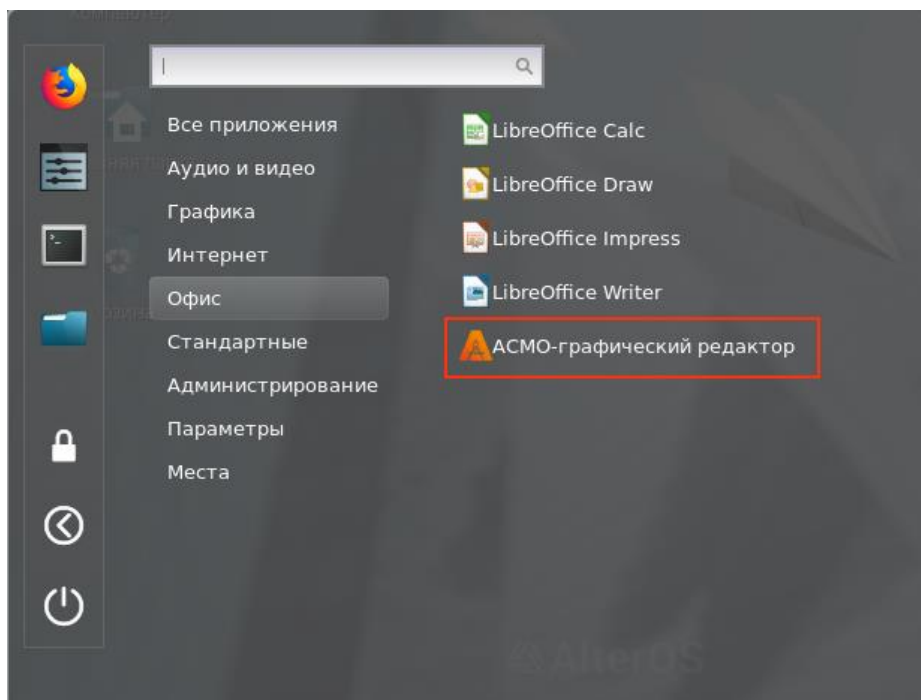 Компьютер
Все приложения
Аудио и видео
Графика
Интернет
Офис
Стандартные
Администрирование
Параметры
Места
LibreOffice Calc
LibreOffice Draw
LibreOffice Impress
LibreOffice Writer
АСМО-графический редактор
AlterOS